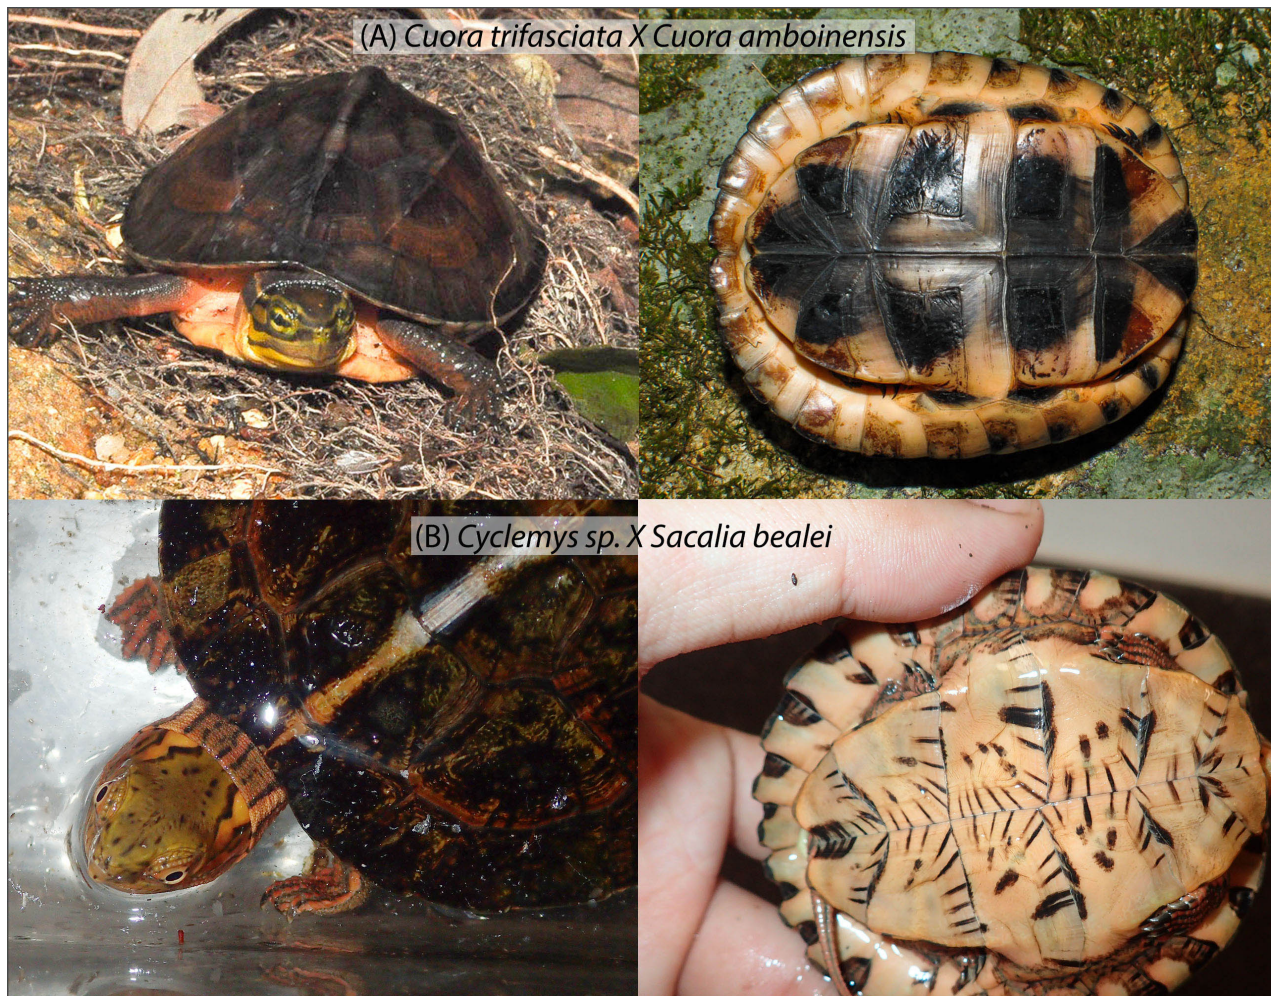 (A) Cuora trifasciata X Cuora amboinensis
(B) Cyclemys sp. X Sacalia bealei